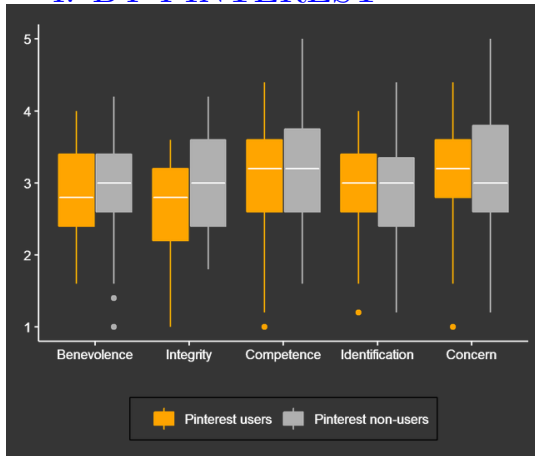 5
4
3
2
1
Benevolence Integrity Competence Identification Concern
Pinterest users Pinterest non-users